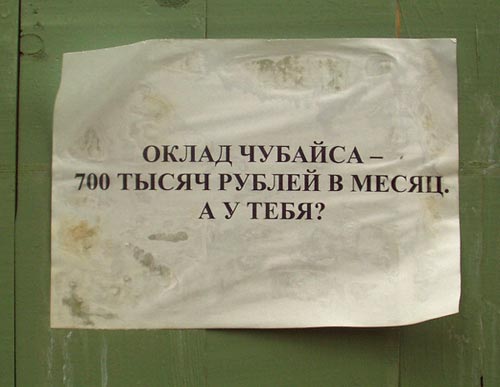 ОКЛАД ЧУБАЙСА –
700 ТЫСЯЧ РУБЛЕЙ В МЕСЯЦ.
А У ТЕБЯ?